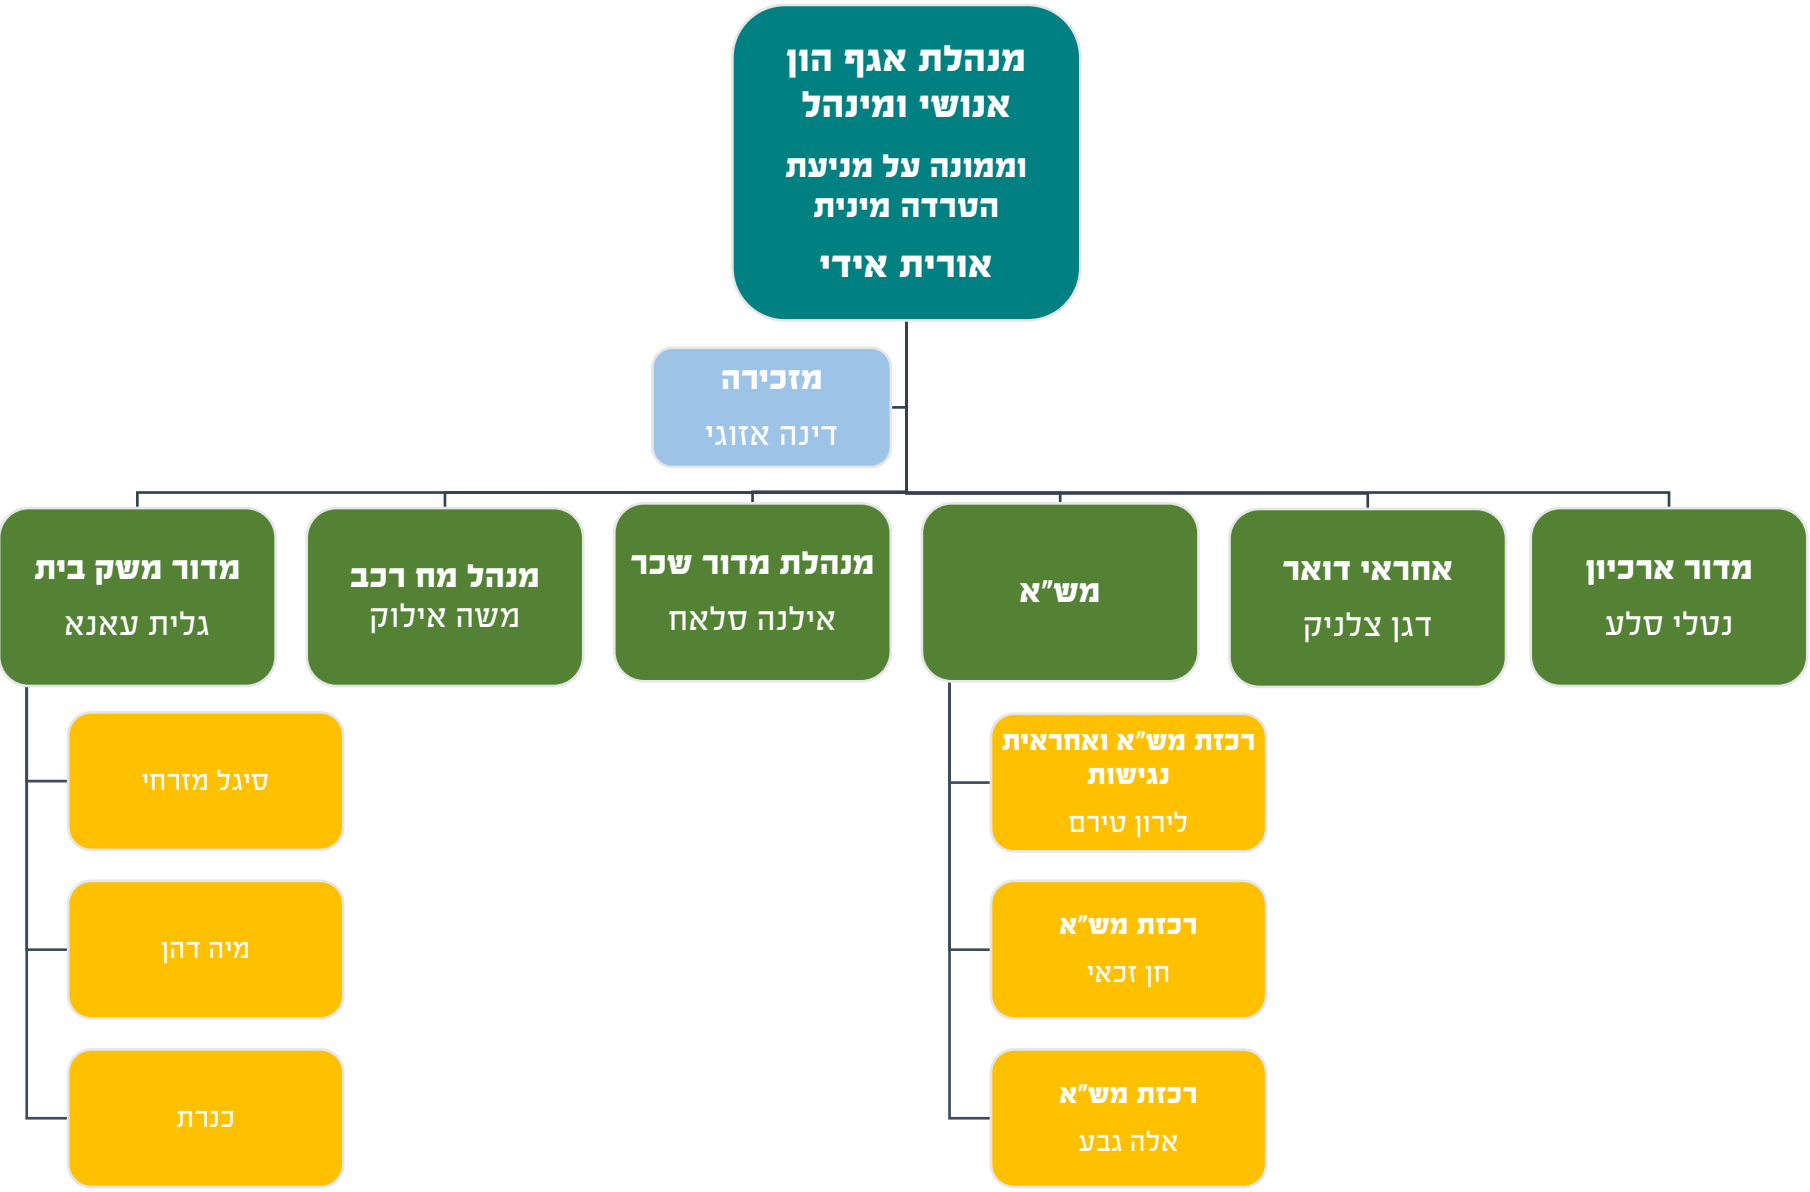 מנהלת אגף הון
אנושי ומינהל
וממונה על מניעת
הטרדה מינית
אורית אידי
מזכירה
דינה אזוגי
מדור ארכיון
נטלי סלע
אחראי דואר
דגן צלניק
מש"א
מנהלת מדור שכר
אילנה סלאח
מנהל מח רכב
משה אילוק
מדור משק בית
גלית עאנא
רכזת מש"א ואחראית
נגישות
לירון טירם
רכזת מש"א
חן זכאי
רכזת מש"א
אלה גבע
סיגל מזרחי
מיה דהן
כנרת